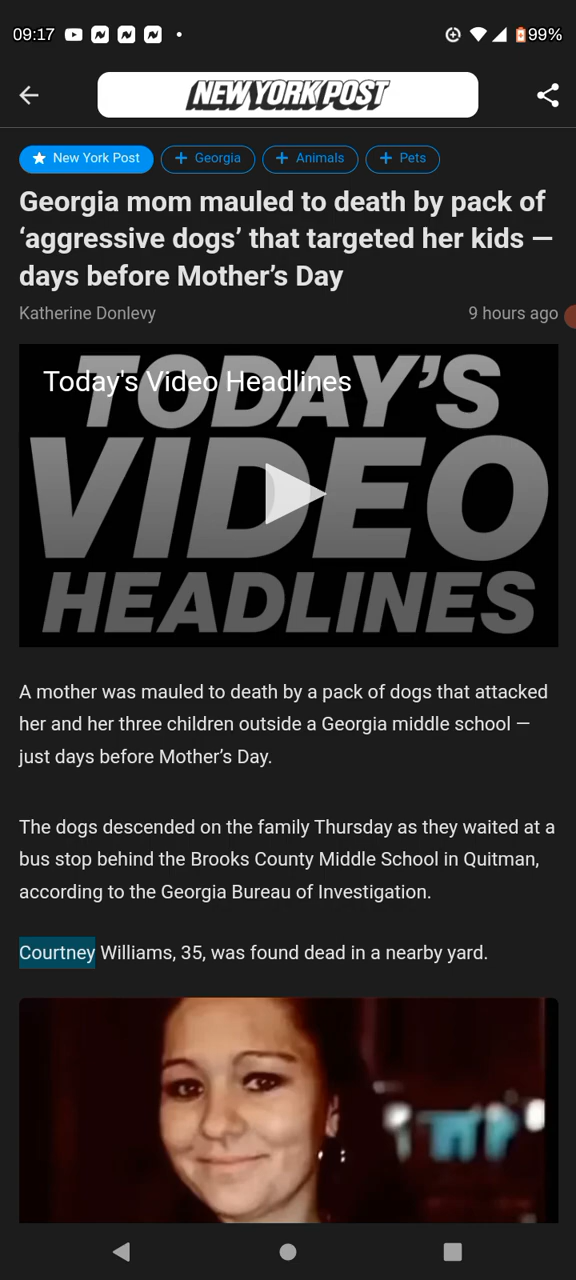 09:17
99%
NEW YORK POST
New York Post
Georgia
Animals
Pets
Georgia mom mauled to death by pack of
‘aggressive dogs’ that targeted her kids —
days before Mother’s Day
Katherine Donlevy
9 hours ago
Today's Video Headlines
TODAY’S
VIDEO
HEADLINES
A mother was mauled to death by a pack of dogs that attacked
her and her three children outside a Georgia middle school —
just days before Mother’s Day.
The dogs descended on the family Thursday as they waited at a
bus stop behind the Brooks County Middle School in Quitman,
according to the Georgia Bureau of Investigation.
Courtney Williams, 35, was found dead in a nearby yard.